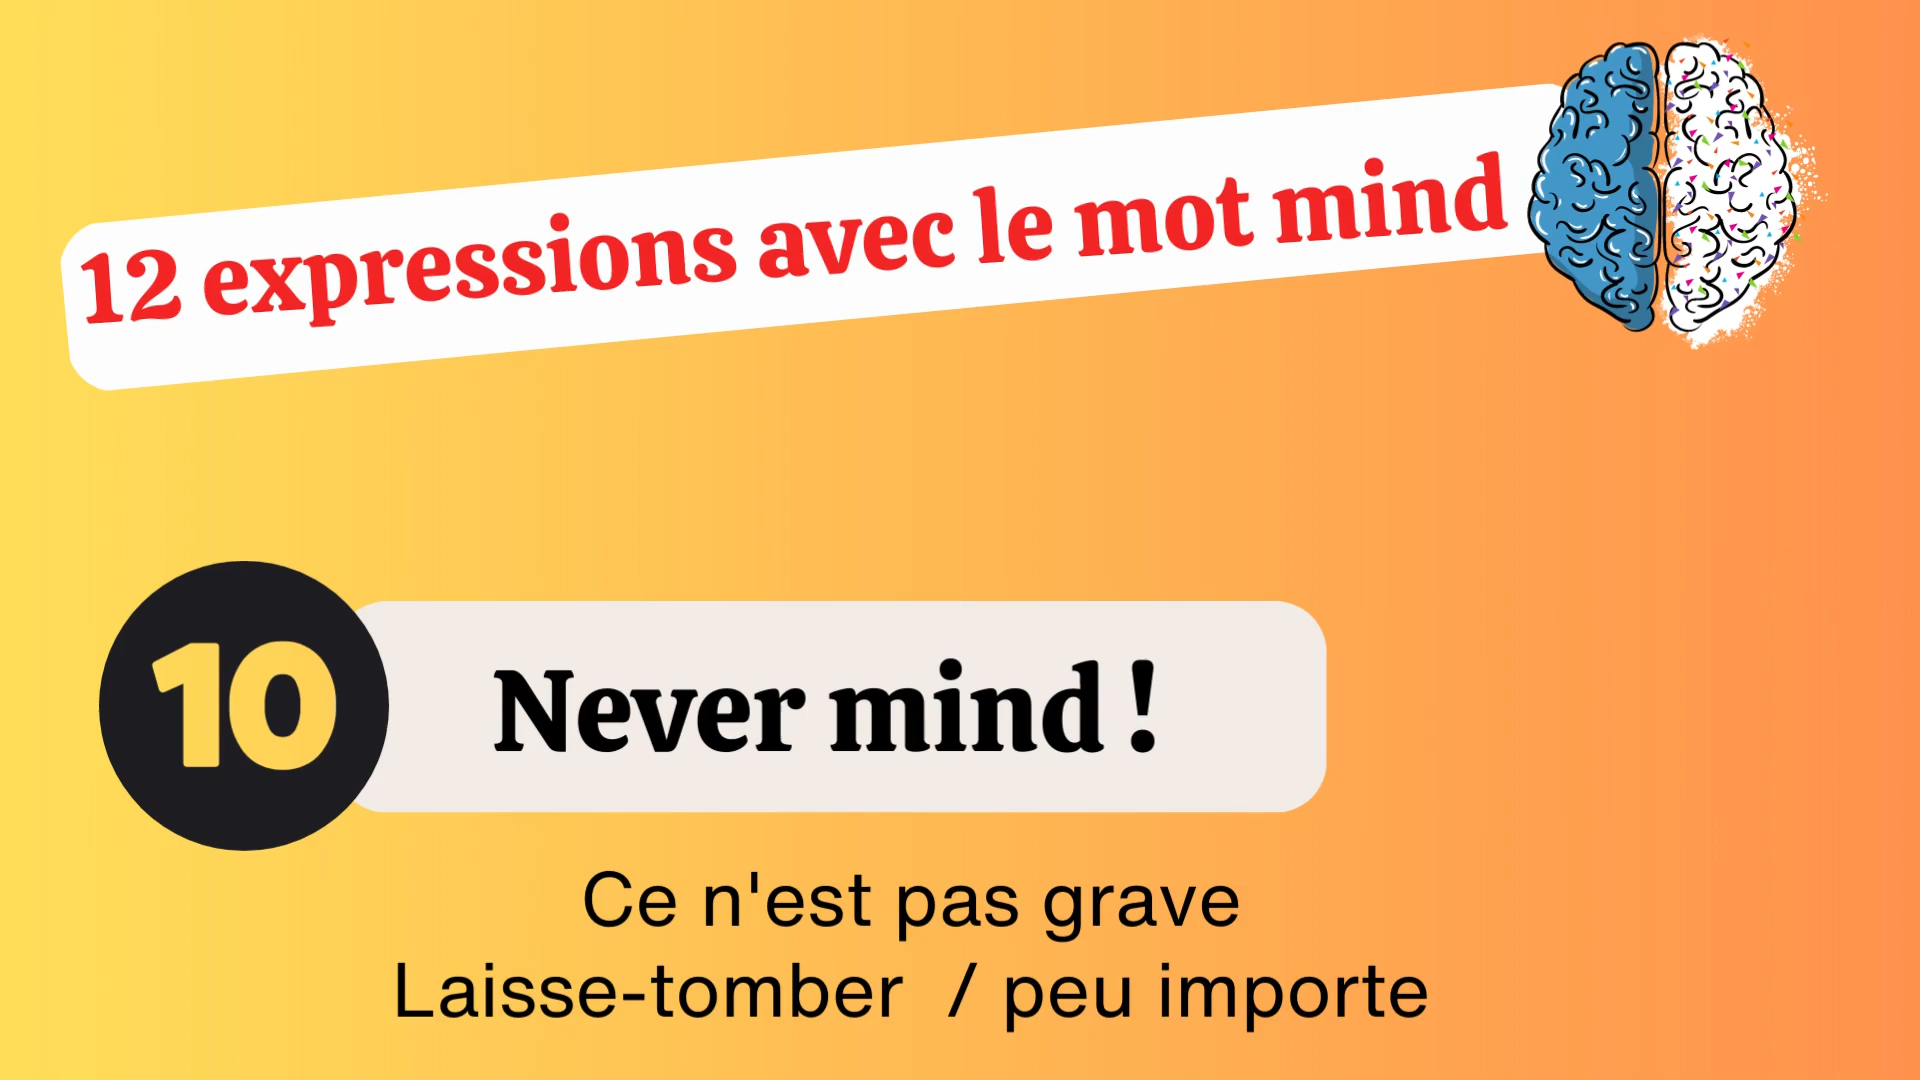 12 expressions avec le mot mind
10
Never mind !
Ce n'est pas grave
Laisse-tomber / peu importe